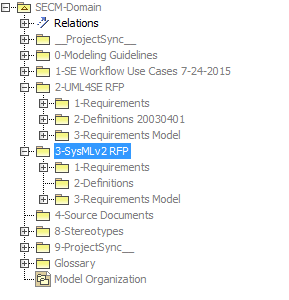 SECM-Domain
Relations
__ProjectSync__
0-Modeling Guidelines
1-SE Workflow Use Cases 7-24-2015
2-UML4SE RFP
1-Requirements
2-Definitions 20030401
3-Requirements Model
3-SysMLv2 RFP
1-Requirements
2-Definitions
3-Requirements Model
4-Source Documents
8-Stereotypes
9-ProjectSync__
Glossary
Model Organization